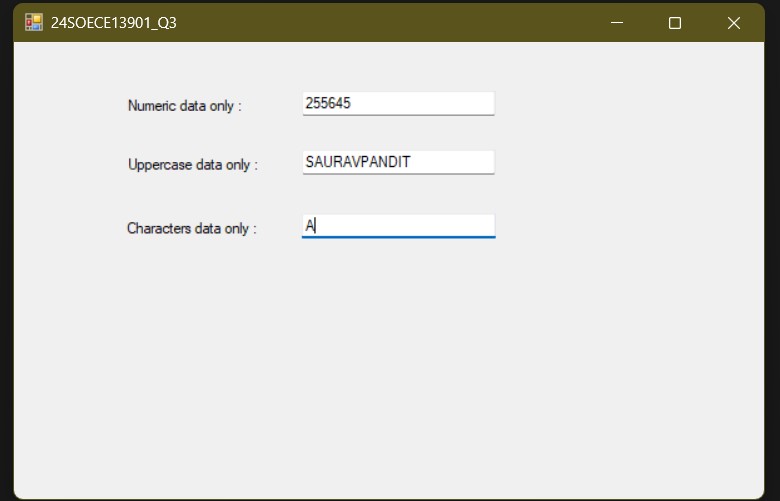 24SOECE13901_Q3
Numeric data only : 255645
Uppercase data only : SAURAVPANDIT
Characters data only : A